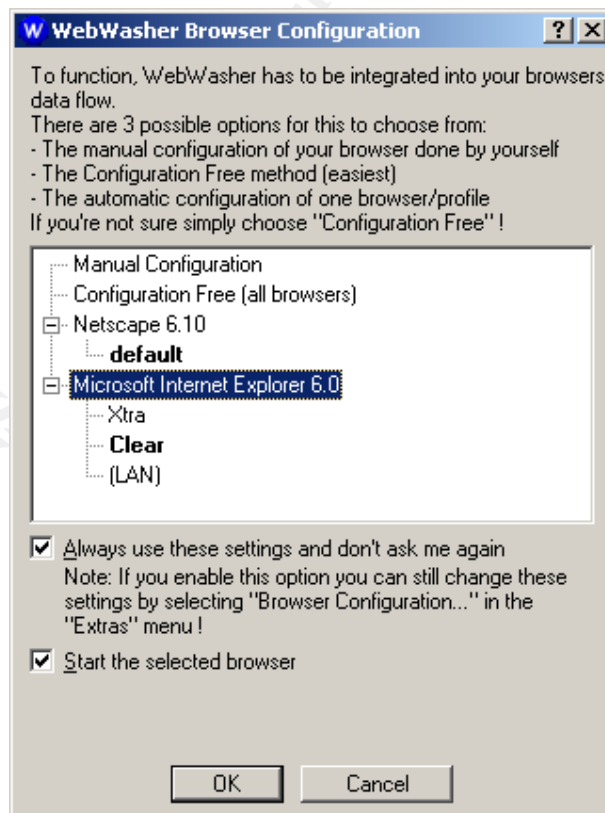 WebWasher Browser Configuration
To function, WebWasher has to be integrated into your browsers
data flow.
There are 3 possible options for this to choose from:
- The manual configuration of your browser done by yourself
- The Configuration Free method (easiest)
- The automatic configuration of one browser/profile
If you're not sure simply choose "Configuration Free" !
Manual Configuration
Configuration Free (all browsers)
Netscape 6.10
default
Microsoft Internet Explorer 6.0
Xtra
Clear
(LAN)
Always use these settings and don't ask me again
Note: If you enable this option you can still change these
settings by selecting "Browser Configuration..." in the
"Extras" menu !
Start the selected browser
OK
Cancel